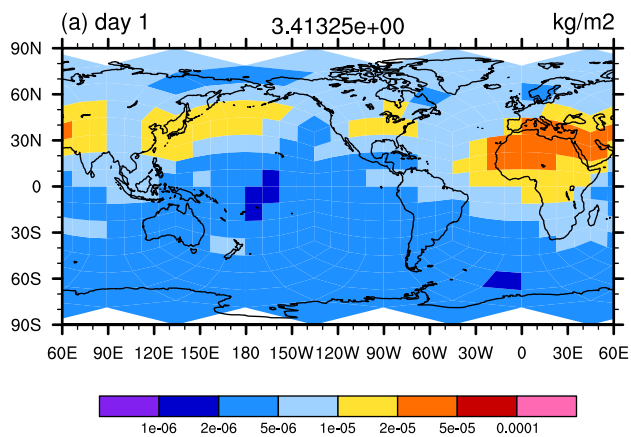 (a) day 1 3.41325e+00 kg/m2
90N
60N
30N
0
30S
60S
90S
60E 90E 120E 150E 180 150W 120W 90W 60W 30W 0 30E 60E
1e-06 2e-06 5e-06 1e-05 2e-05 5e-05 0.0001